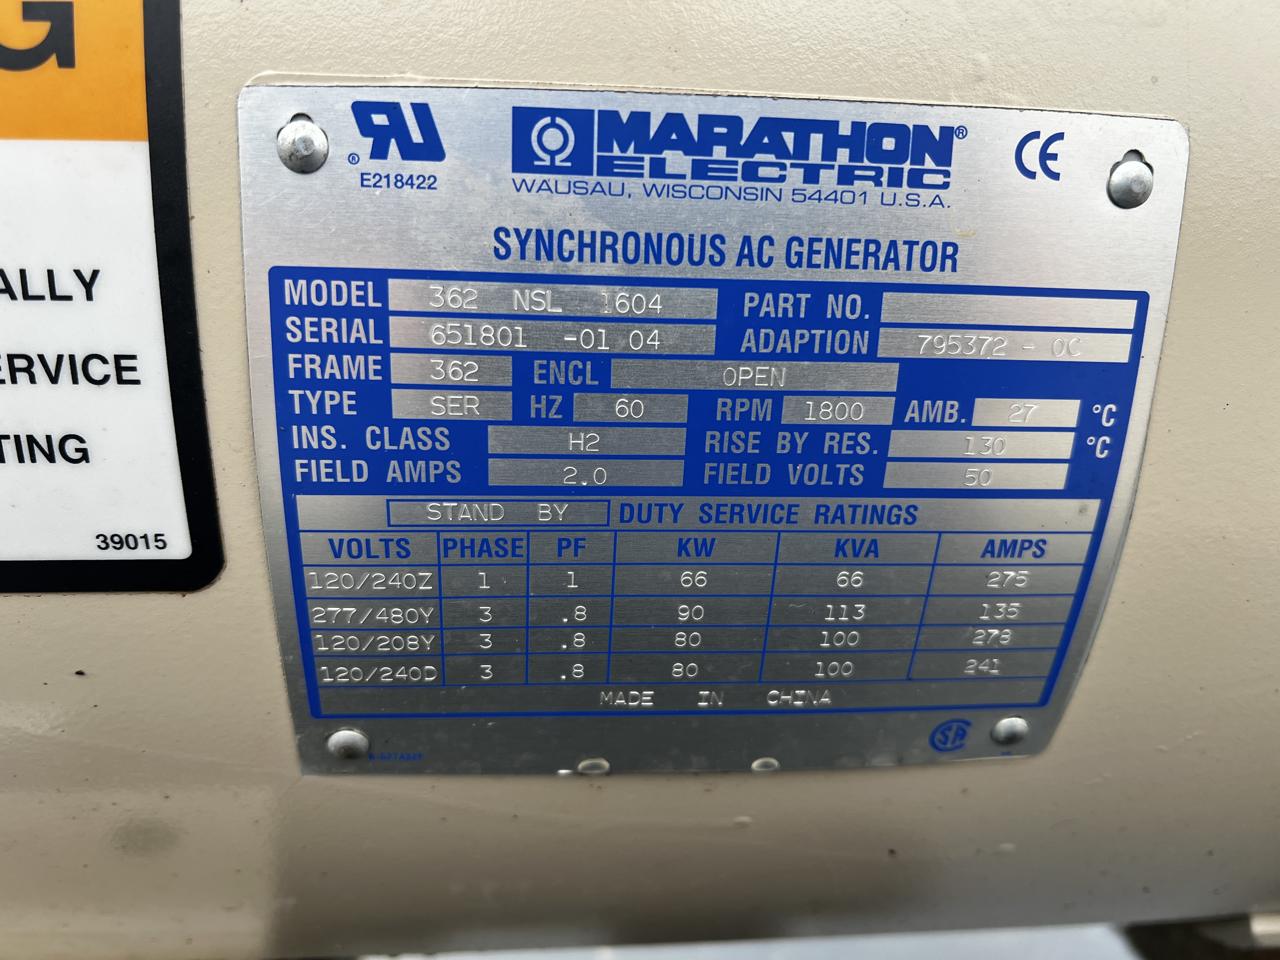 G
ALLY
ERVICE
TING
39015
RU
®
E218422
MARATHON®
ELECTRIC
WAUSAU, WISCONSIN 54401 U.S.A.
CE
SYNCHRONOUS AC GENERATOR
MODEL 362 NSL 1604 PART NO.
SERIAL 651801 -01 04 ADAPTION 795372 - 0C
FRAME 362 ENCL OPEN
TYPE SER HZ 60 RPM 1800 AMB. 27 °C
INS. CLASS H2 RISE BY RES. 130 °C
FIELD AMPS 2.0 FIELD VOLTS 50
STAND BY DUTY SERVICE RATINGS
VOLTS PHASE PF KW KVA AMPS
120/240Z 1 1 66 66 275
277/480Y 3 .8 90 113 135
120/208Y 3 .8 80 100 278
120/240D 3 .8 80 100 241
MADE IN CHINA
SA